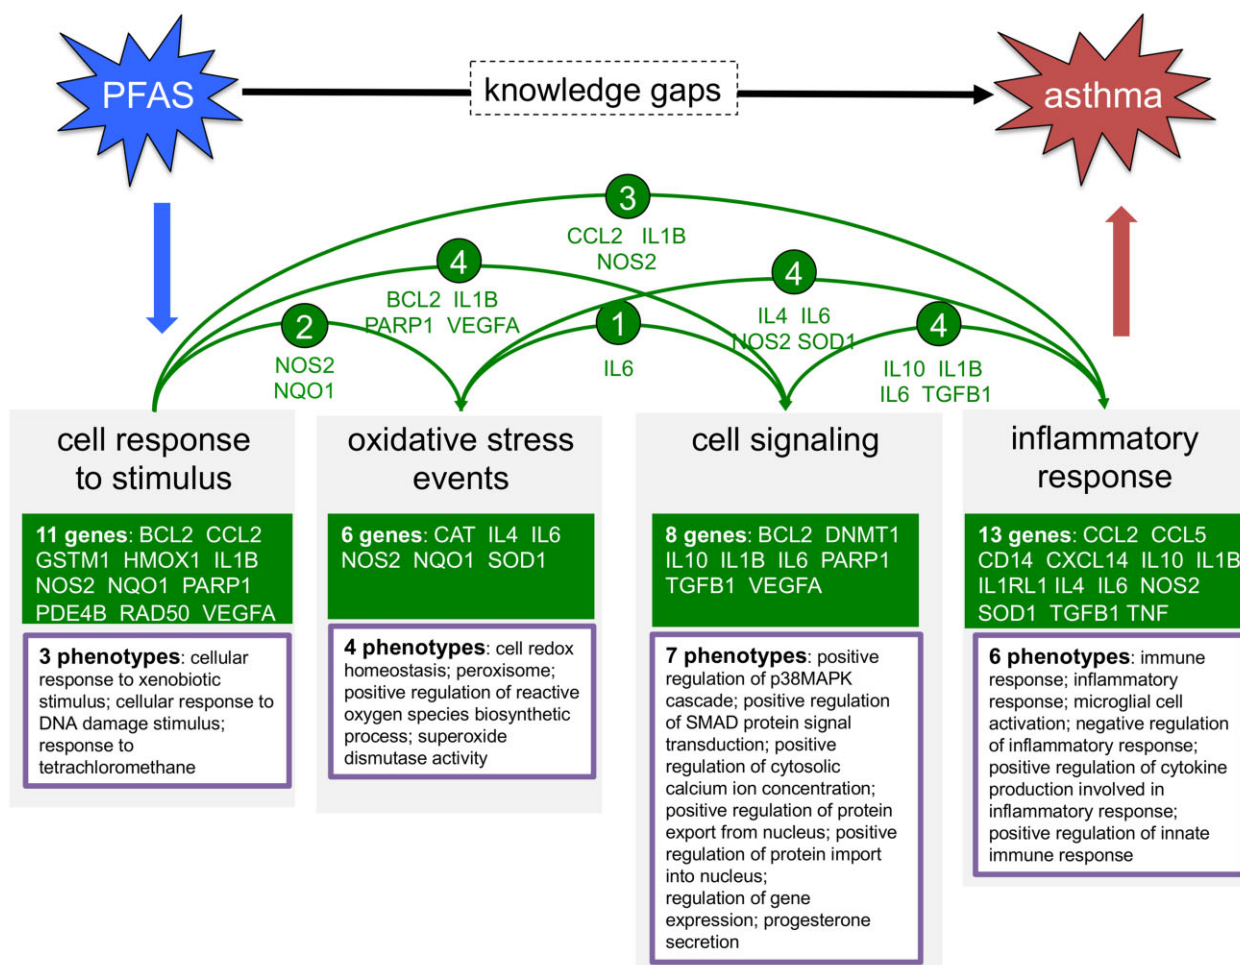 PFAS
knowledge gaps
asthma
3
CCL2 IL1B
NOS2
4
BCL2 IL1B
PARP1 VEGFA
4
IL4 IL6
NOS2 SOD1
2
NOS2
NQO1
1
IL6
4
IL10 IL1B
IL6 TGFB1
cell response
to stimulus
11 genes: BCL2 CCL2
GSTM1 HMOX1 IL1B
NOS2 NQO1 PARP1
PDE4B RAD50 VEGFA
3 phenotypes: cellular
response to xenobiotic
stimulus; cellular response to
DNA damage stimulus;
response to
tetrachloromethane
oxidative stress
events
6 genes: CAT IL4 IL6
NOS2 NQO1 SOD1
4 phenotypes: cell redox
homeostasis; peroxisome;
positive regulation of reactive
oxygen species biosynthetic
process; superoxide
dismutase activity
cell signaling
8 genes: BCL2 DNMT1
IL10 IL1B IL6 PARP1
TGFB1 VEGFA
7 phenotypes: positive
regulation of p38MAPK
cascade; positive regulation
of SMAD protein signal
transduction; positive
regulation of cytosolic
calcium ion concentration;
positive regulation of protein
export from nucleus; positive
regulation of protein import
into nucleus;
regulation of gene
expression; progesterone
secretion
inflammatory
response
13 genes: CCL2 CCL5
CD14 CXCL14 IL10 IL1B
IL1RL1 IL4 IL6 NOS2
SOD1 TGFB1 TNF
6 phenotypes: immune
response; inflammatory
response; microglial cell
activation; negative regulation
of inflammatory response;
positive regulation of cytokine
production involved in
inflammatory response;
positive regulation of innate
immune response